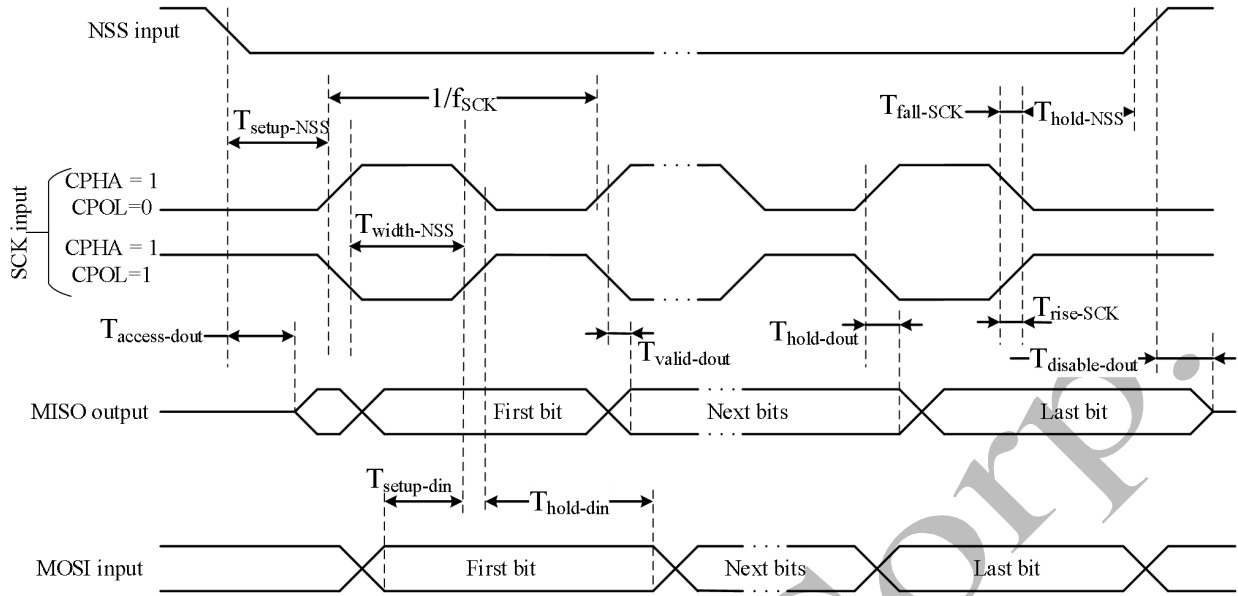 NSS input
1/fSCK
Tsetup-NSS
Tfall-SCK
Thold-NSS
SCK input
CPHA = 1
CPOL=0
Twidth-NSS
CPHA = 1
CPOL=1
Taccess-dout
Tvalid-dout
Thold-dout
Trise-SCK
Tdisable-dout
MISO output
First bit
Next bits
Last bit
Tsetup-din
Thold-din
MOSI input
First bit
Next bits
Last bit
orp.